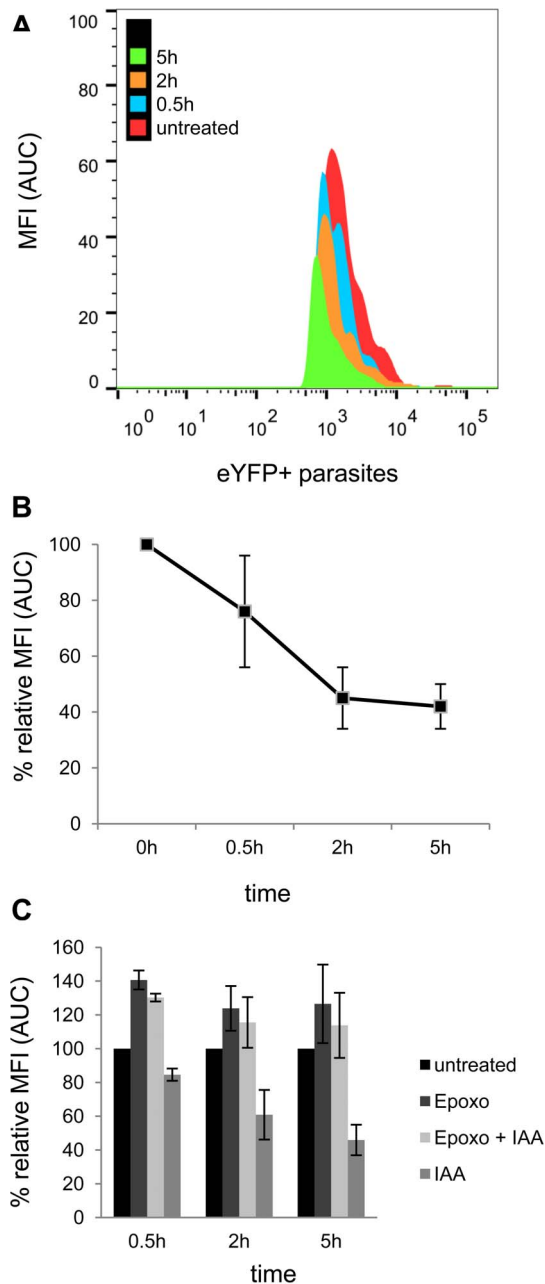 A
100
80
60
40
20
0
MFI (AUC)
5h
2h
0.5h
untreated
10^0 10^1 10^2 10^3 10^4 10^5
eYFP+ parasites
B
100
80
60
40
20
0
% relative MFI (AUC)
0h 0.5h 2h 5h
time
C
160
140
120
100
80
60
40
20
0
% relative MFI (AUC)
untreated
Epoxo
Epoxo + IAA
IAA
0.5h 2h 5h
time